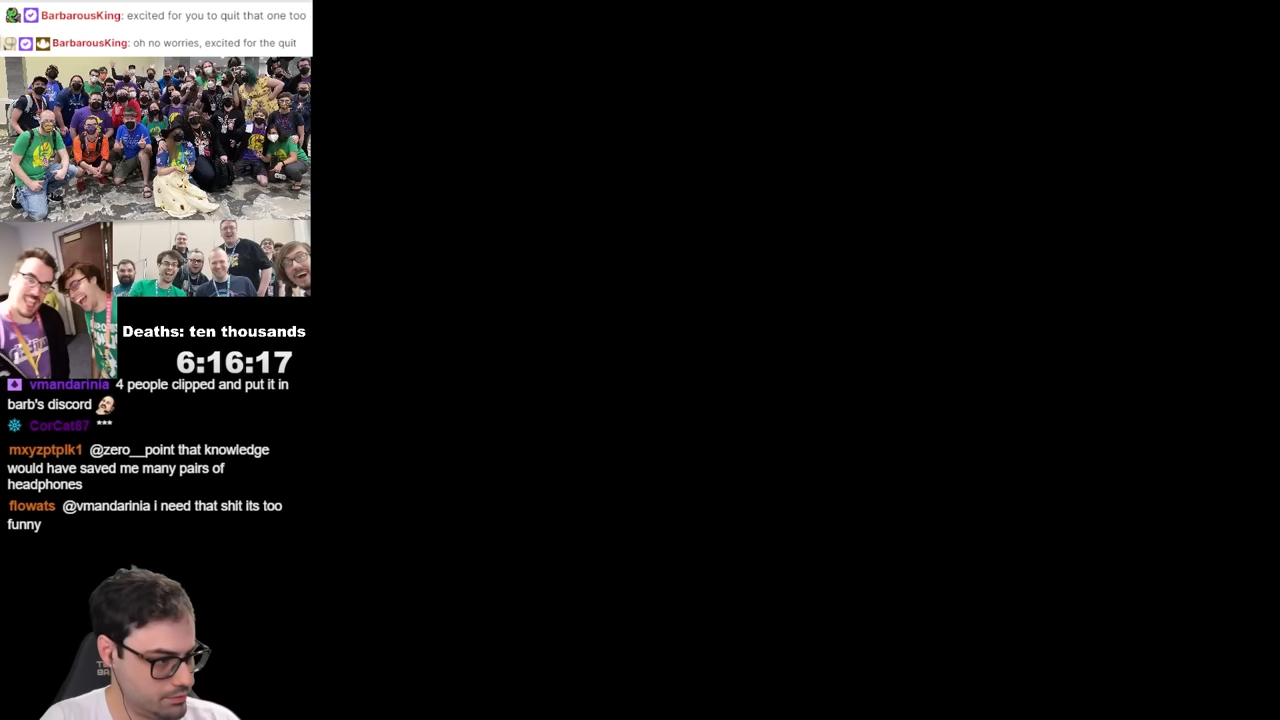 BarbarousKing: excited for you to quit that one too
BarbarousKing: oh no worries, excited for the quit
Deaths: ten thousands
6:16:17
vmandarinia 4 people clipped and put it in
barb's discord
CorCat87 ***
mxyzptplk1 @zero__point that knowledge
would have saved me many pairs of
headphones
flowats @vmandarinia i need that shit its too
funny